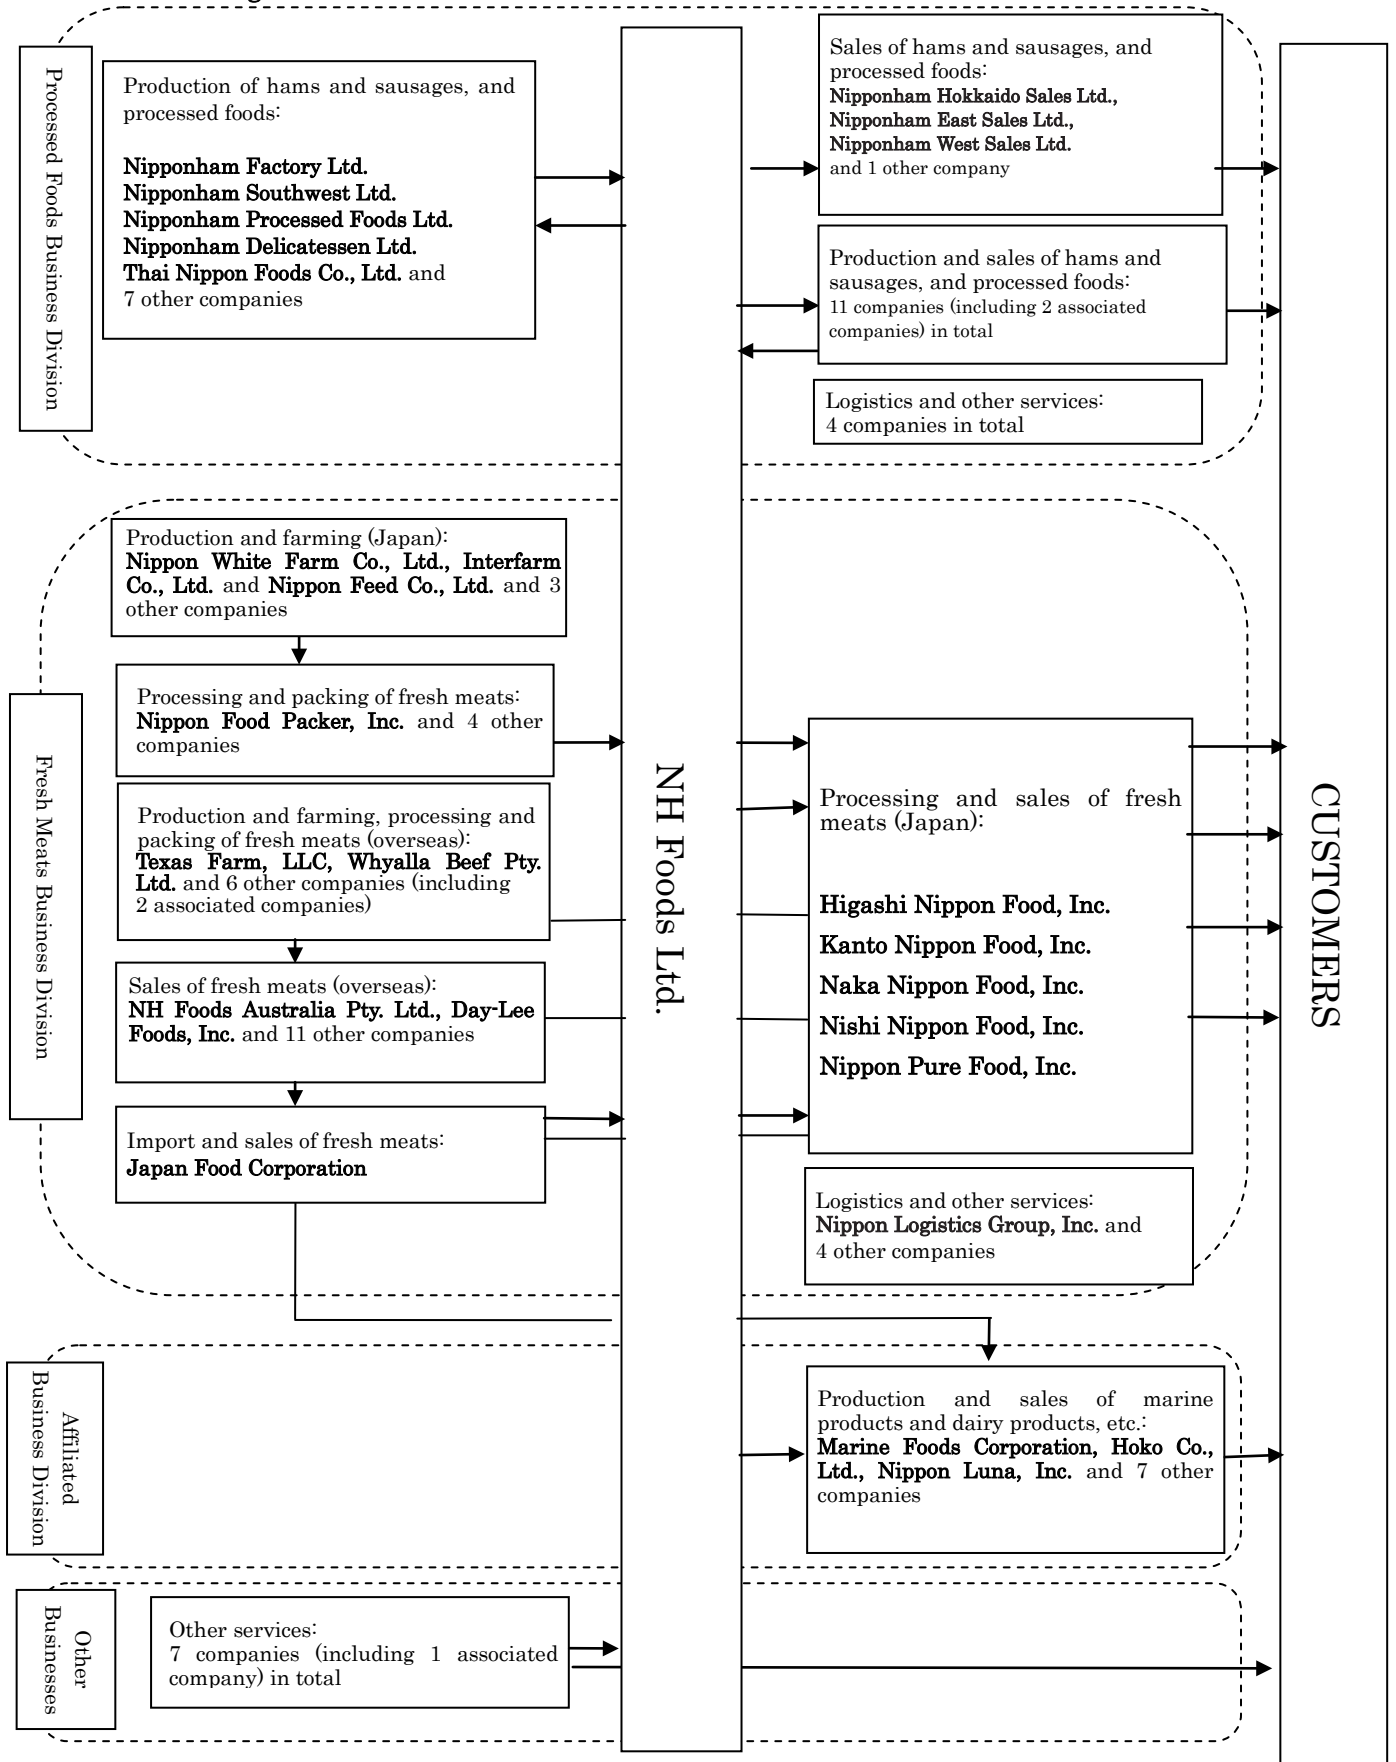 Processed Foods Business Division
Production of hams and sausages, and
processed foods:
Nipponham Factory Ltd.
Nipponham Southwest Ltd.
Nipponham Processed Foods Ltd.
Nipponham Delicatessen Ltd.
Thai Nippon Foods Co., Ltd. and
7 other companies
Sales of hams and sausages, and
processed foods:
Nipponham Hokkaido Sales Ltd.,
Nipponham East Sales Ltd.,
Nipponham West Sales Ltd.
and 1 other company
Production and sales of hams and
sausages, and processed foods:
11 companies (including 2 associated
companies) in total
Logistics and other services:
4 companies in total
Fresh Meats Business Division
Production and farming (Japan):
Nippon White Farm Co., Ltd., Interfarm
Co., Ltd. and Nippon Feed Co., Ltd. and 3
other companies
Processing and packing of fresh meats:
Nippon Food Packer, Inc. and 4 other
companies
Production and farming, processing and
packing of fresh meats (overseas):
Texas Farm, LLC, Whyalla Beef Pty.
Ltd. and 6 other companies (including
2 associated companies)
Sales of fresh meats (overseas):
NH Foods Australia Pty. Ltd., Day-Lee
Foods, Inc. and 11 other companies
Import and sales of fresh meats:
Japan Food Corporation
NH Foods Ltd.
Processing and sales of fresh
meats (Japan):
Higashi Nippon Food, Inc.
Kanto Nippon Food, Inc.
Naka Nippon Food, Inc.
Nishi Nippon Food, Inc.
Nippon Pure Food, Inc.
Logistics and other services:
Nippon Logistics Group, Inc. and
4 other companies
CUSTOMERS
Affiliated
Business Division
Production and sales of marine
products and dairy products, etc.:
Marine Foods Corporation, Hoko Co.,
Ltd., Nippon Luna, Inc. and 7 other
companies
Other
Businesses
Other services:
7 companies (including 1 associated
company) in total